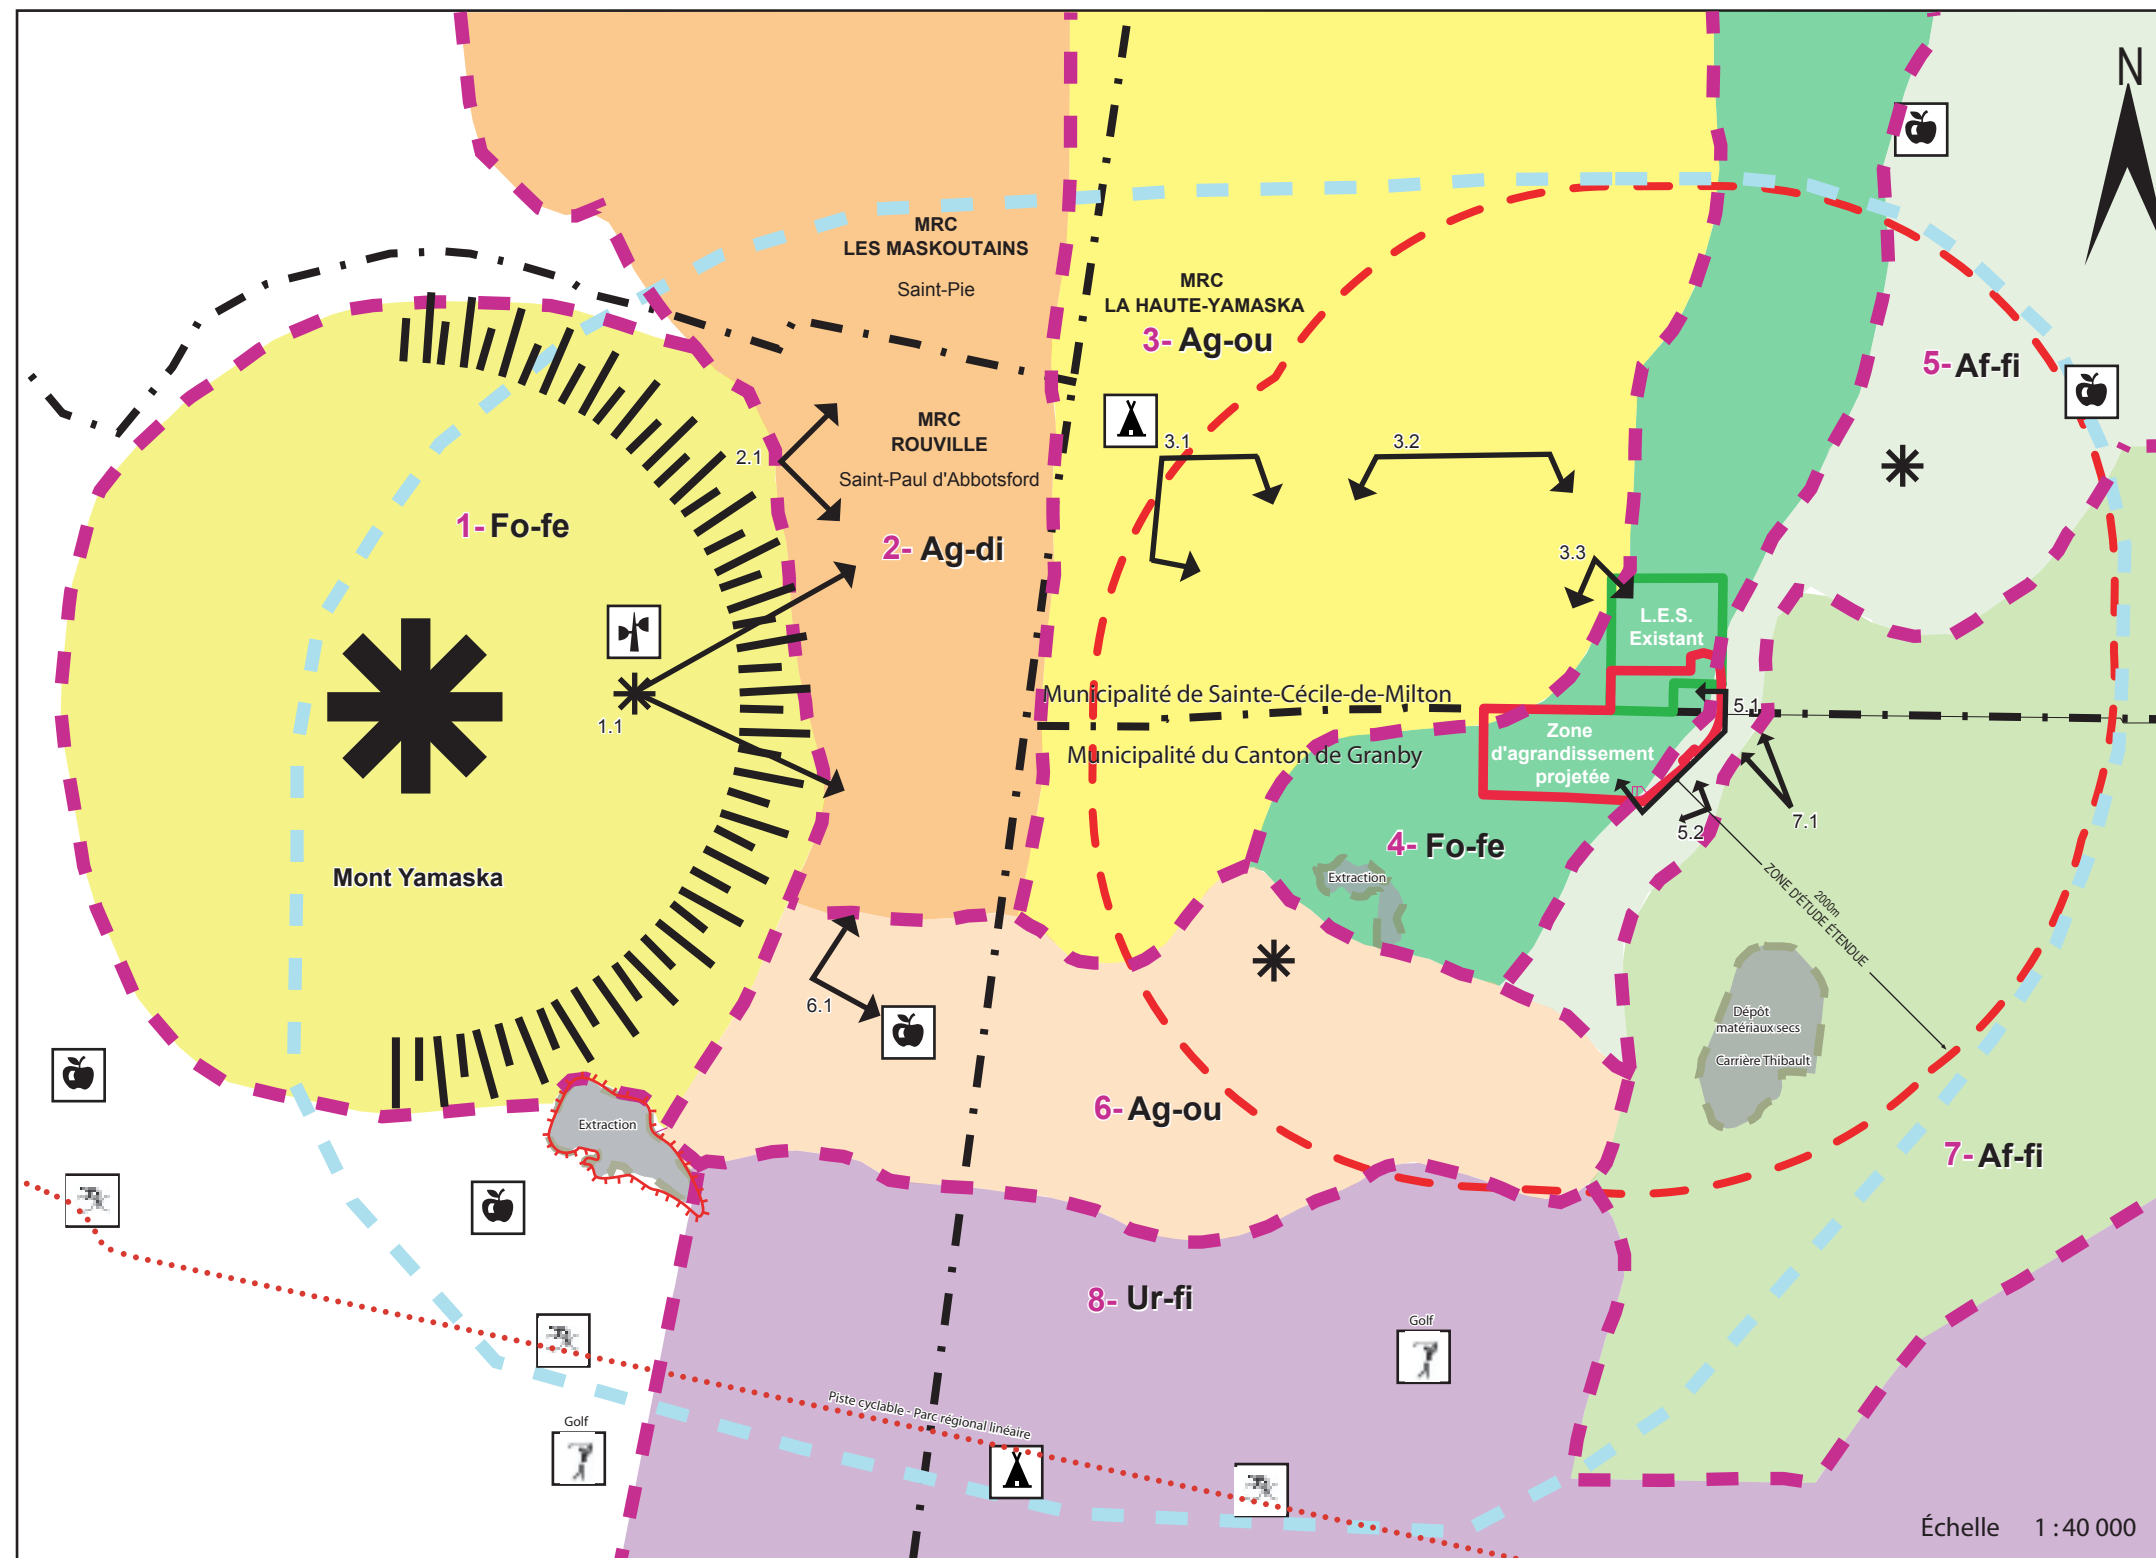 N
MRC
LES MASKOUTAINS
Saint-Pie
MRC
LA HAUTE-YAMASKA
3- Ag-ou
5- Af-fi
MRC
ROUVILLE
Saint-Paul d'Abbotsford
2.1
3.1
3.2
1- Fo-fe
2- Ag-di
3.3
L.E.S.
Existant
1.1
Municipalité de Sainte-Cécile-de-Milton
5.1
Zone
d'agrandissement
projetée
Municipalité du Canton de Granby
7.1
5.2
4- Fo-fe
Mont Yamaska
Extraction
2000m
ZONE D'ÉTUDE ÉTENDUE
6.1
Dépôt
matériaux secs
Carrière Thibault
6- Ag-ou
Extraction
7- Af-fi
8- Ur-fi
Golf
Piste cyclable - Parc régional linéaire
Golf
Échelle 1 : 40 000